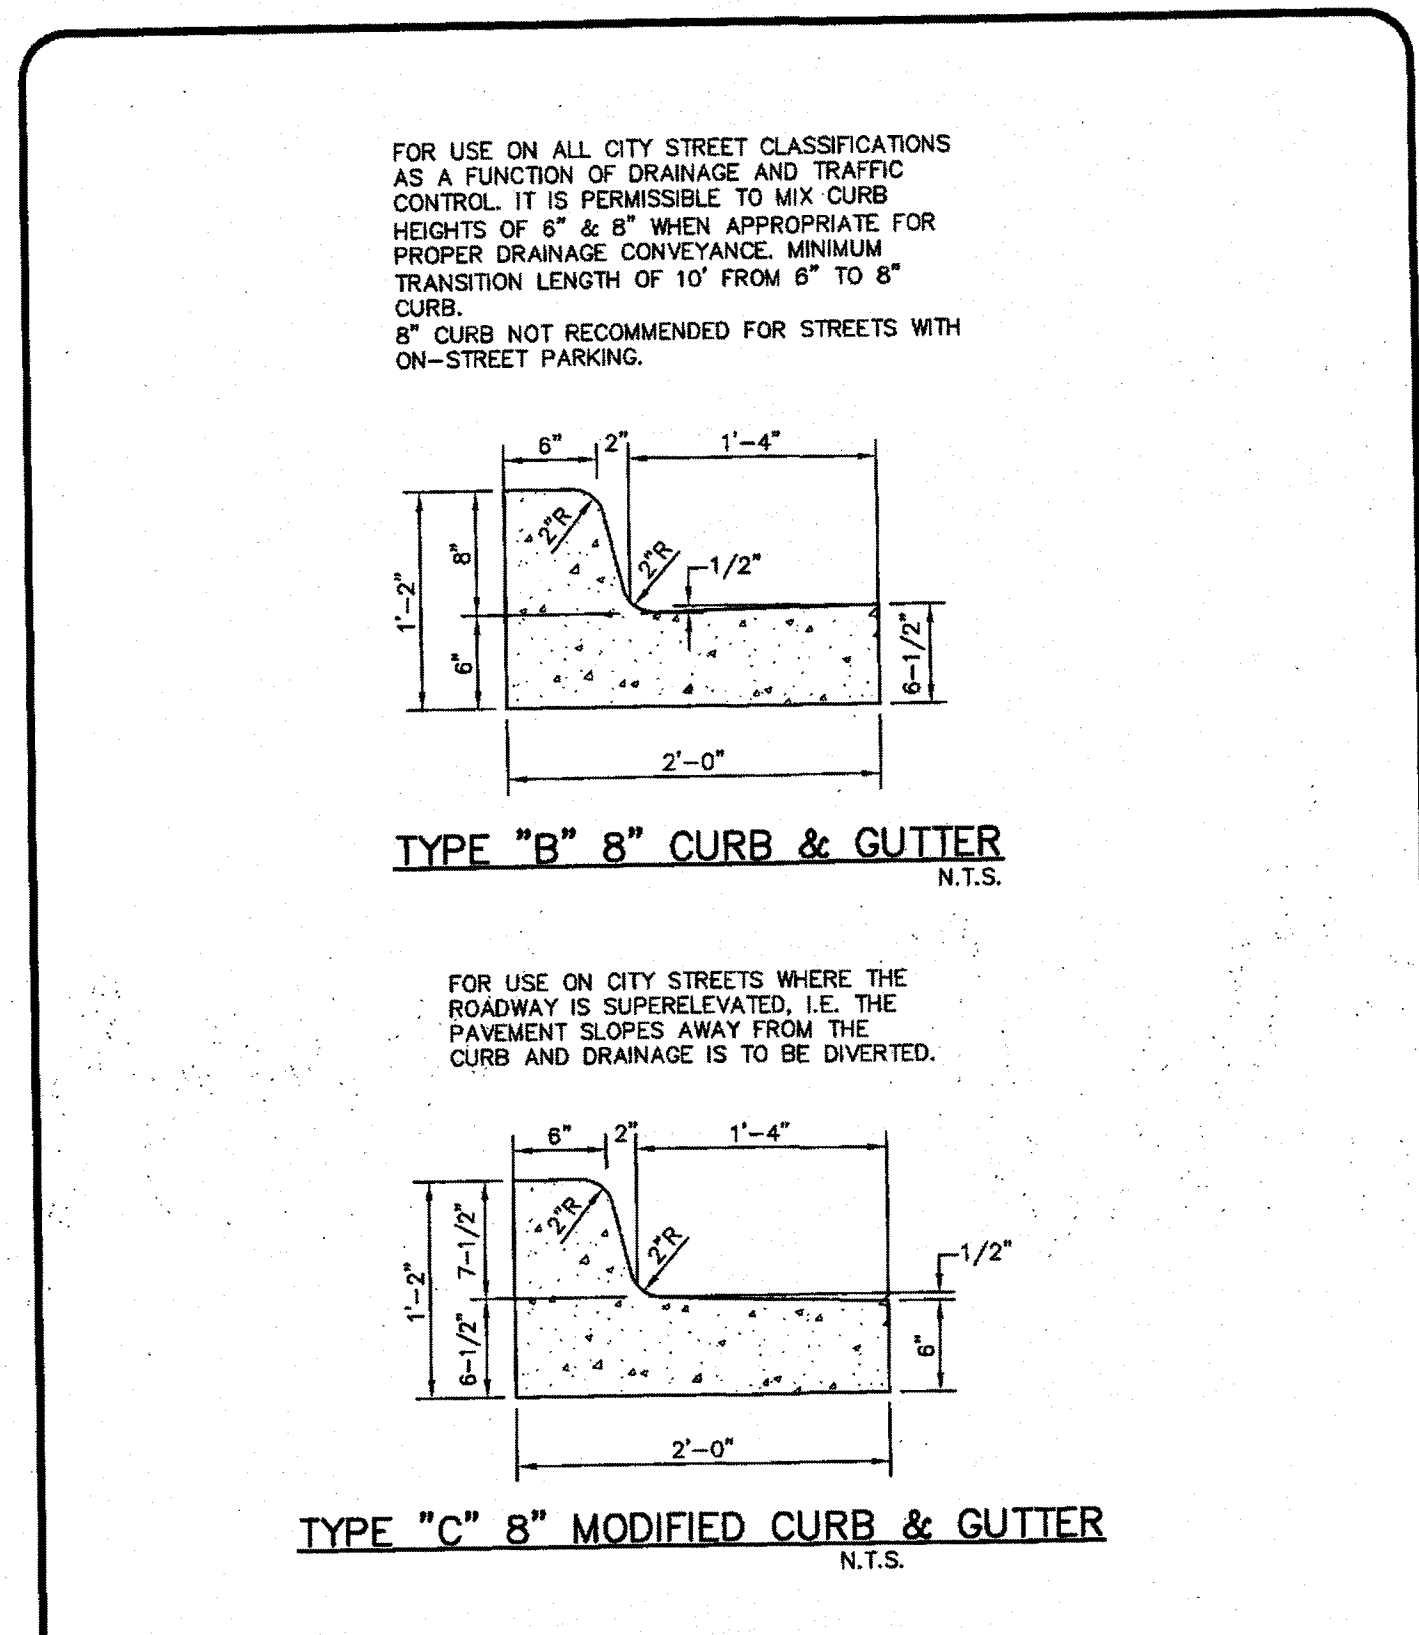 FOR USE ON ALL CITY STREET CLASSIFICATIONS
AS A FUNCTION OF DRAINAGE AND TRAFFIC
CONTROL. IT IS PERMISSIBLE TO MIX CURB
HEIGHTS OF 6" & 8" WHEN APPROPRIATE FOR
PROPER DRAINAGE CONVEYANCE. MINIMUM
TRANSITION LENGTH OF 10' FROM 6" TO 8"
CURB.
8" CURB NOT RECOMMENDED FOR STREETS WITH
ON-STREET PARKING.
6" 2" 1'-4"
2"R
2"R
1/2"
8"
1'-2"
6"
6-1/2"
2'-0"
TYPE "B" 8" CURB & GUTTER
N.T.S.
FOR USE ON CITY STREETS WHERE THE
ROADWAY IS SUPERELEVATED, I.E. THE
PAVEMENT SLOPES AWAY FROM THE
CURB AND DRAINAGE IS TO BE DIVERTED.
6" 2" 1'-4"
2"R
2"R
7-1/2"
1/2"
1'-2"
6-1/2"
6"
2'-0"
TYPE "C" 8" MODIFIED CURB & GUTTER
N.T.S.